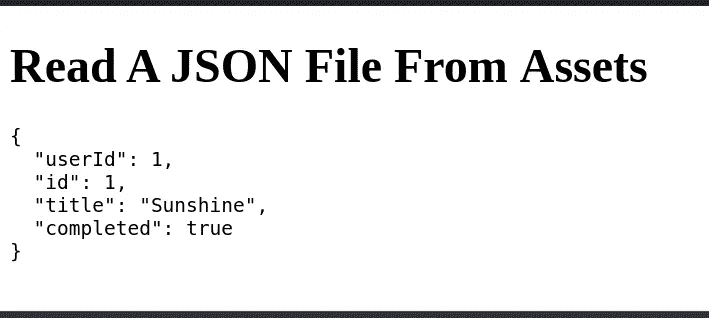 Read A JSON File From Assets
{
  "userId": 1,
  "id": 1,
  "title": "Sunshine",
  "completed": true
}